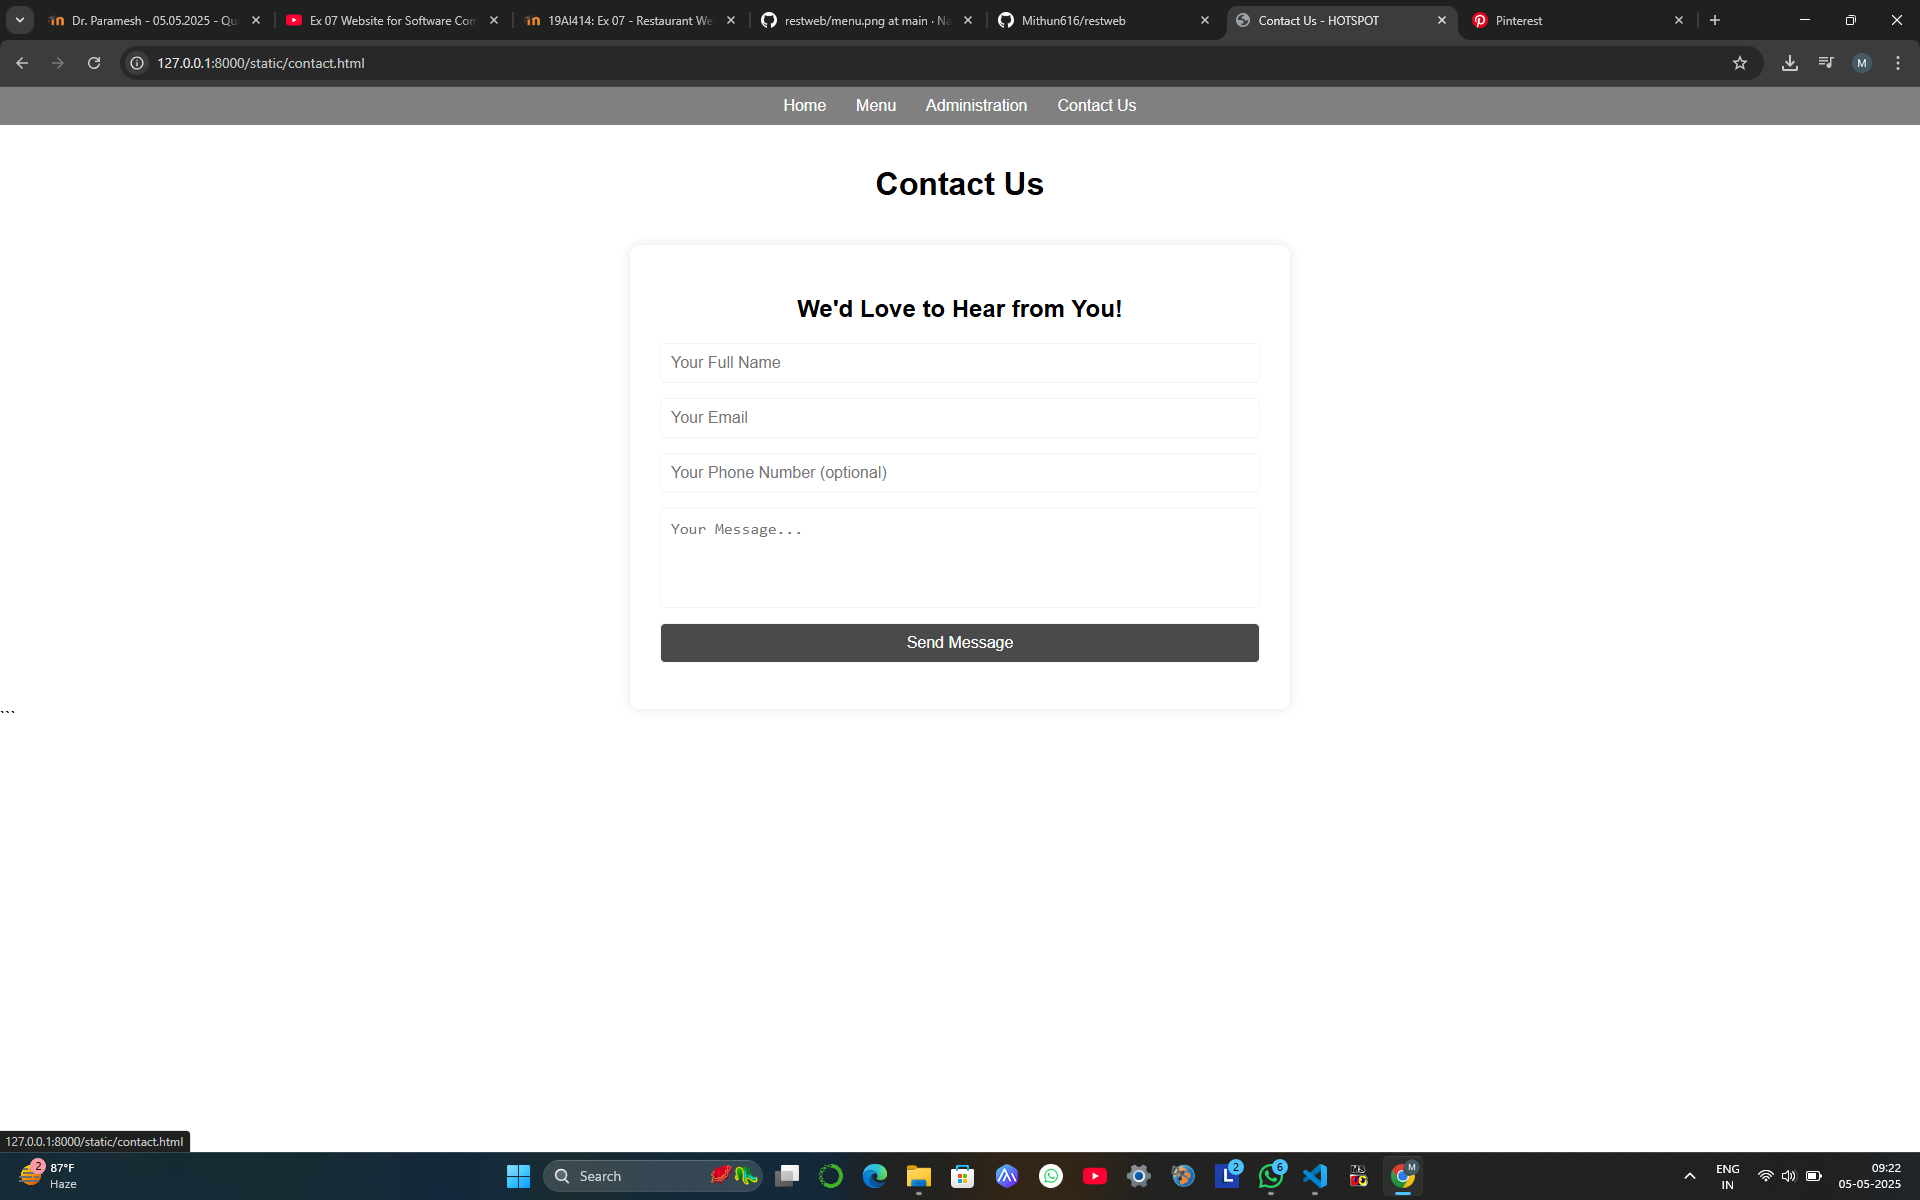 Dr. Paramesh - 05.05.2025 - Qu
Ex 07 Website for Software Com
19AI414: Ex 07 - Restaurant We
restweb/menu.png at main · Na
Mithun616/restweb
Contact Us - HOTSPOT
Pinterest
127.0.0.1:8000/static/contact.html
M
Home Menu Administration Contact Us
Contact Us
We'd Love to Hear from You!
Your Full Name
Your Email
Your Phone Number (optional)
Your Message...
Send Message
```
127.0.0.1:8000/static/contact.html
2
87°F
Haze
Search
L
2
6
M
ENG
IN
09:22
05-05-2025